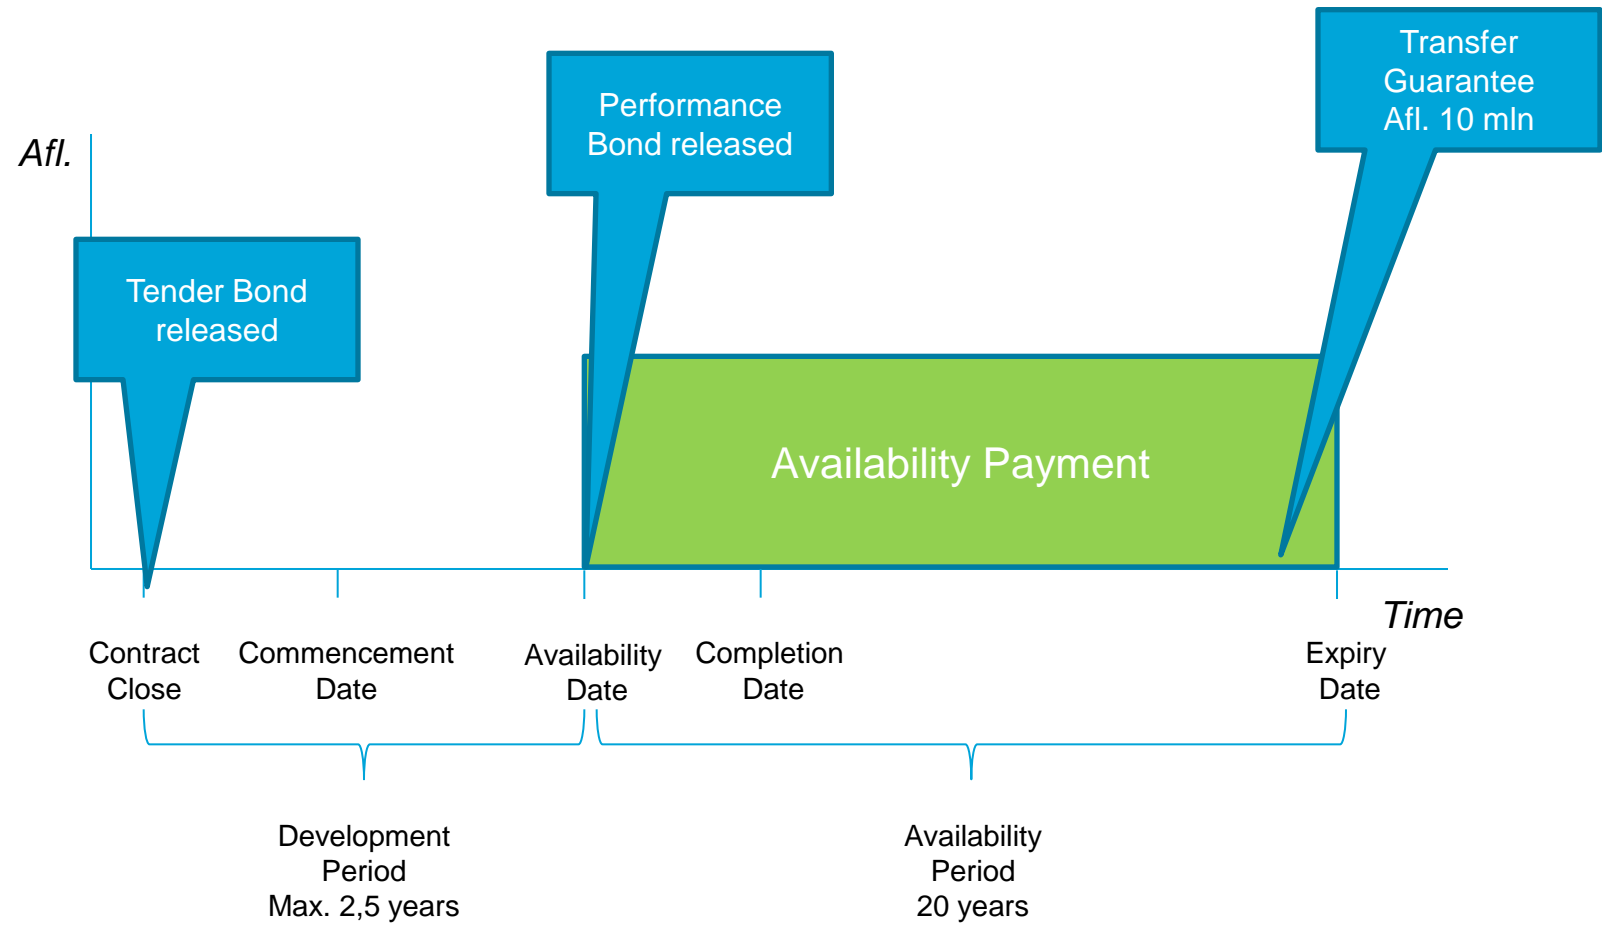 Transfer
Guarantee
Afl. 10 mln
Performance
Bond released
Afl.
Tender Bond
released
Availability Payment
Time
Contract
Close
Commencement
Date
Availability
Date
Completion
Date
Expiry
Date
Development
Period
Max. 2,5 years
Availability
Period
20 years